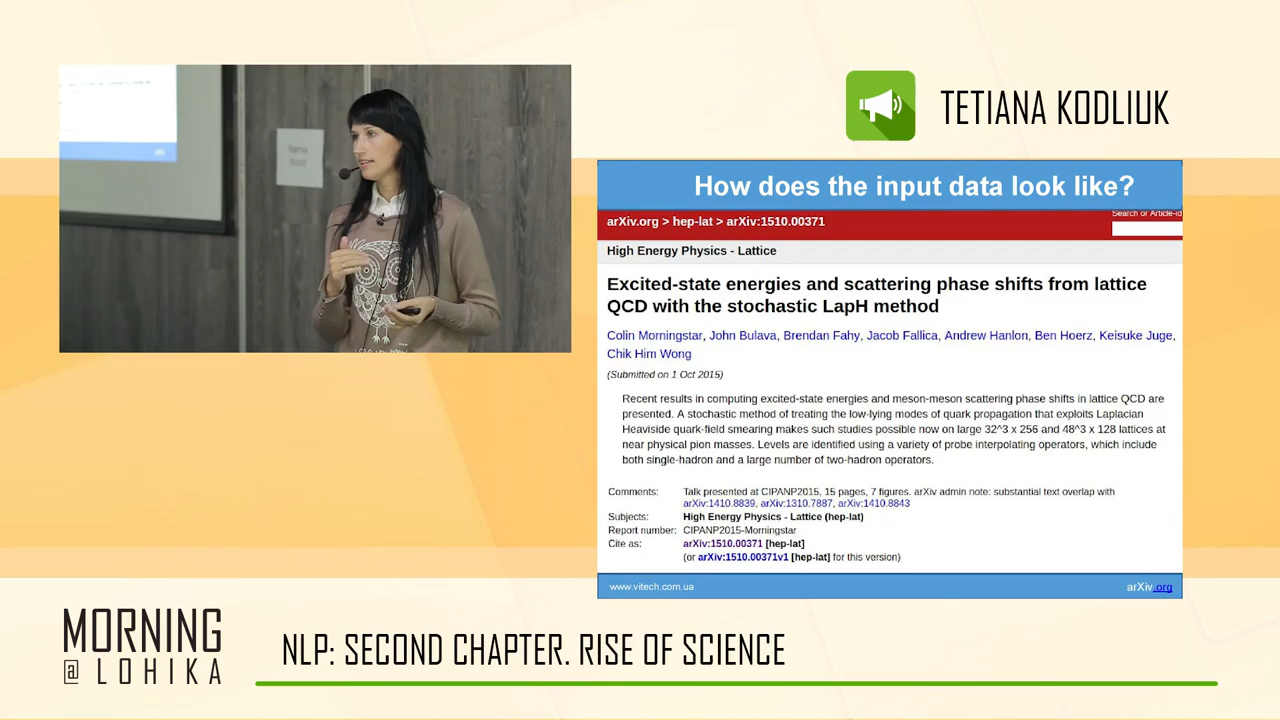 TETIANA KODLIUK
How does the input data look like?
arXiv.org > hep-lat > arXiv:1510.00371
Search or Article-id
High Energy Physics - Lattice
Excited-state energies and scattering phase shifts from lattice
QCD with the stochastic LapH method
Colin Morningstar, John Bulava, Brendan Fahy, Jacob Fallica, Andrew Hanlon, Ben Hoerz, Keisuke Juge,
Chik Him Wong
(Submitted on 1 Oct 2015)
Recent results in computing excited-state energies and meson-meson scattering phase shifts in lattice QCD are
presented. A stochastic method of treating the low-lying modes of quark propagation that exploits Laplacian
Heaviside quark-field smearing makes such studies possible now on large 32^3 x 256 and 48^3 x 128 lattices at
near physical pion masses. Levels are identified using a variety of probe interpolating operators, which include
both single-hadron and a large number of two-hadron operators.
Comments: Talk presented at CIPANP2015, 15 pages, 7 figures. arXiv admin note: substantial text overlap with
arXiv:1410.8839, arXiv:1310.7887, arXiv:1410.8843
Subjects: High Energy Physics - Lattice (hep-lat)
Report number: CIPANP2015-Morningstar
Cite as: arXiv:1510.00371 [hep-lat]
(or arXiv:1510.00371v1 [hep-lat] for this version)
www.vitech.com.ua
arXiv.org
MORNING
@ LOHIKA
NLP: SECOND CHAPTER. RISE OF SCIENCE